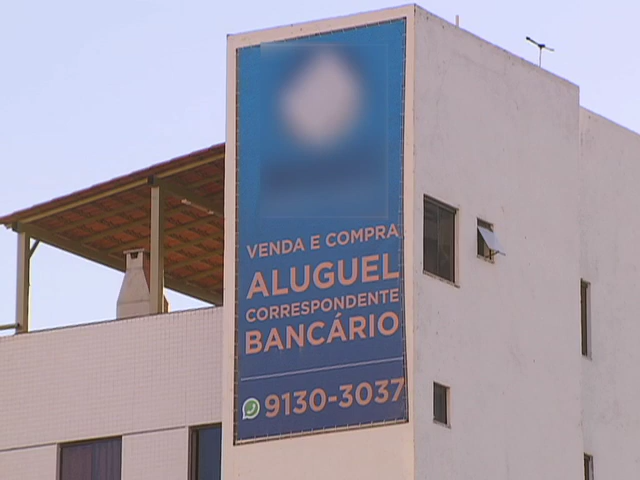 VENDA E COMPRA
ALUGUEL
CORRESPONDENTE
BANCÁRIO
9130-3037